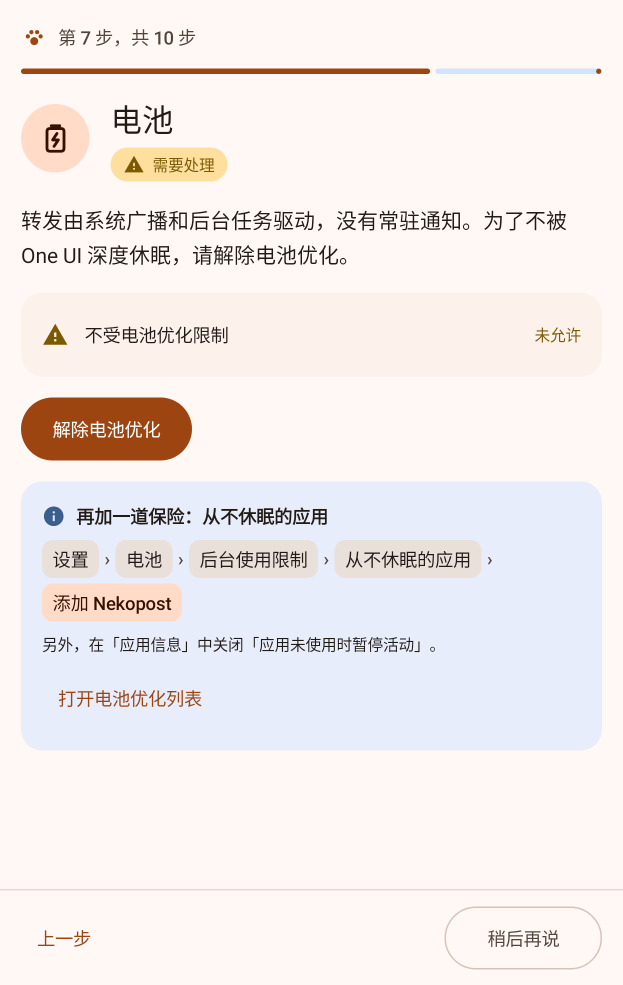 第 7 步，共 10 步
电池
需要处理
转发由系统广播和后台任务驱动，没有常驻通知。为了不被
One UI 深度休眠，请解除电池优化。
不受电池优化限制 未允许
解除电池优化
再加一道保险：从不休眠的应用
设置 › 电池 › 后台使用限制 › 从不休眠的应用 ›
添加 Nekopost
另外，在「应用信息」中关闭「应用未使用时暂停活动」。
打开电池优化列表
上一步 稍后再说